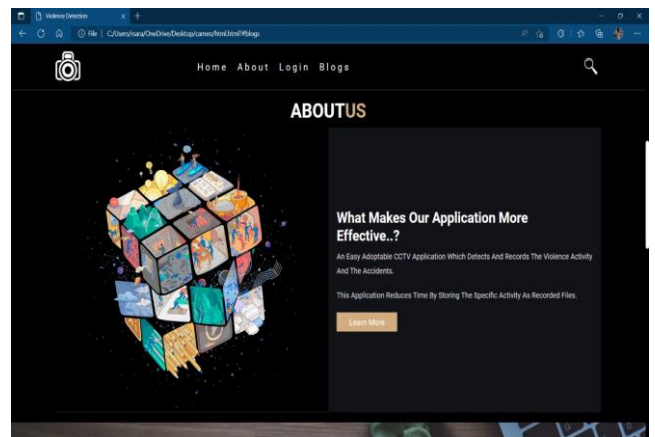 Violence Detection
File | C:/Users/isara/OneDrive/Desktop/cameo/html.html#blogs
Home About Login Blogs
ABOUTUS
What Makes Our Application More
Effective..?
An Easy Adoptable CCTV Application Which Detects And Records The Violence Activity
And The Accidents.
This Application Reduces Time By Storing The Specific Activity As Recorded Files.
Learn More